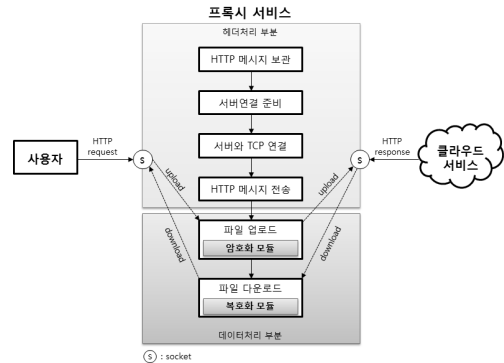 프록시 서비스
헤더처리 부분
HTTP 메시지 보관
서버연결 준비
서버와 TCP 연결
HTTP 메시지 전송
사용자
HTTP
request
S
upload
download
S
upload
download
HTTP
response
클라우드
서비스
파일 업로드
암호화 모듈
파일 다운로드
복호화 모듈
데이터처리 부분
S : socket